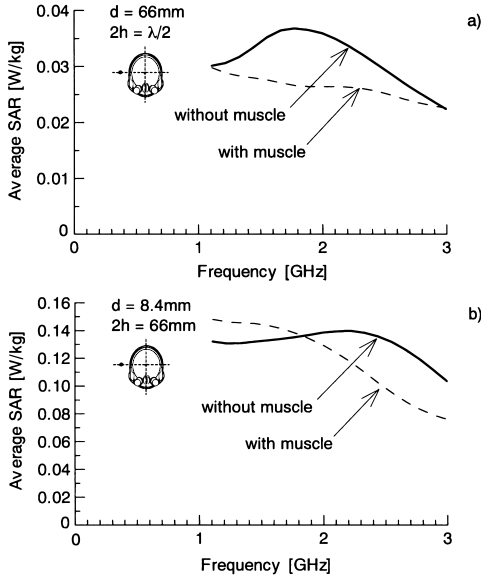 a)
d = 66mm
2h = λ/2
0.04
0.03
0.02
0.01
0
Average SAR [W/kg]
without muscle
with muscle
0 1 2 3
Frequency [GHz]
b)
d = 8.4mm
2h = 66mm
0.16
0.14
0.12
0.10
0.08
0.06
0.04
0.02
0
Average SAR [W/kg]
without muscle
with muscle
0 1 2 3
Frequency [GHz]